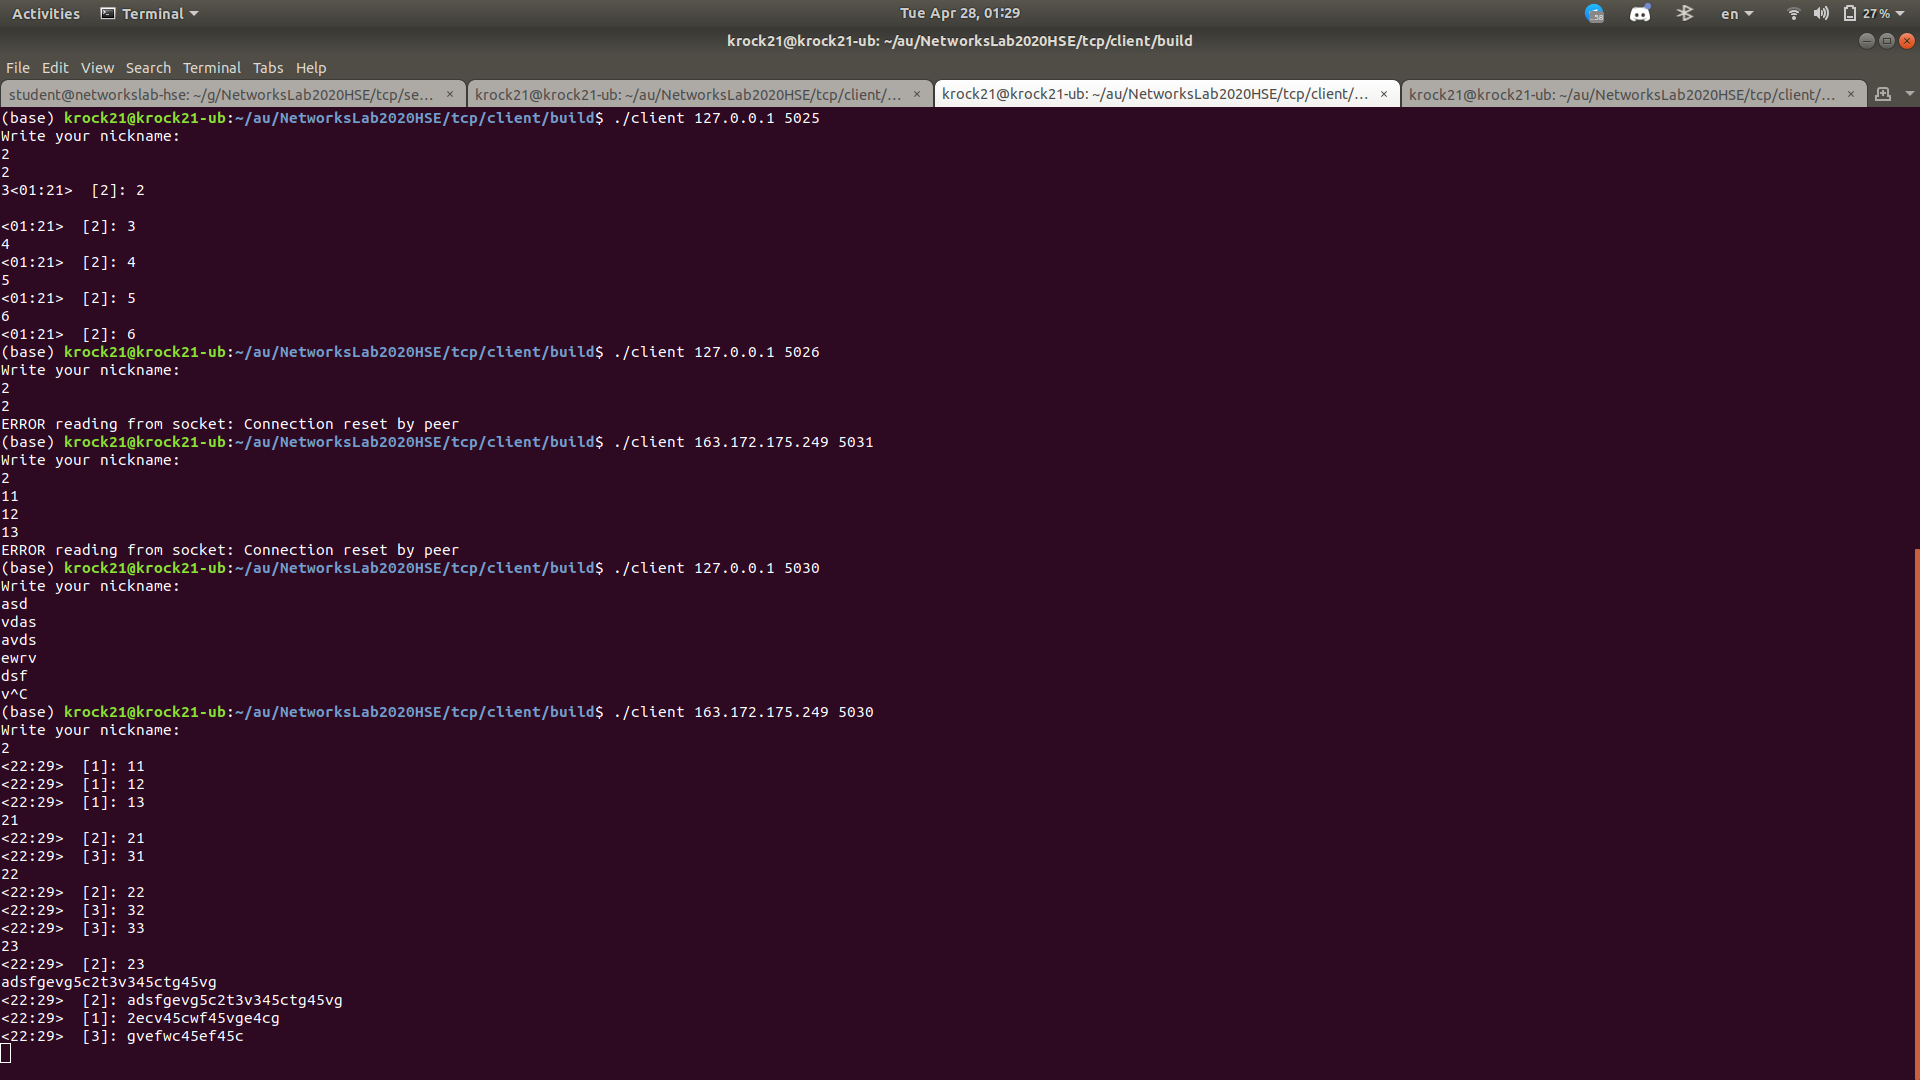 Activities Terminal Tue Apr 28, 01:29 58 en 27%
krock21@krock21-ub: ~/au/NetworksLab2020HSE/tcp/client/build
File Edit View Search Terminal Tabs Help
student@networkslab-hse: ~/g/NetworksLab2020HSE/tcp/se... × krock21@krock21-ub: ~/au/NetworksLab2020HSE/tcp/client/... × krock21@krock21-ub: ~/au/NetworksLab2020HSE/tcp/client/... × krock21@krock21-ub: ~/au/NetworksLab2020HSE/tcp/client/... ×
(base) krock21@krock21-ub:~/au/NetworksLab2020HSE/tcp/client/build$ ./client 127.0.0.1 5025
Write your nickname:
2
2
3<01:21>  [2]: 2
<01:21>  [2]: 3
4
<01:21>  [2]: 4
5
<01:21>  [2]: 5
6
<01:21>  [2]: 6
(base) krock21@krock21-ub:~/au/NetworksLab2020HSE/tcp/client/build$ ./client 127.0.0.1 5026
Write your nickname:
2
2
ERROR reading from socket: Connection reset by peer
(base) krock21@krock21-ub:~/au/NetworksLab2020HSE/tcp/client/build$ ./client 163.172.175.249 5031
Write your nickname:
2
11
12
13
ERROR reading from socket: Connection reset by peer
(base) krock21@krock21-ub:~/au/NetworksLab2020HSE/tcp/client/build$ ./client 127.0.0.1 5030
Write your nickname:
asd
vdas
avds
ewrv
dsf
v^C
(base) krock21@krock21-ub:~/au/NetworksLab2020HSE/tcp/client/build$ ./client 163.172.175.249 5030
Write your nickname:
2
<22:29>  [1]: 11
<22:29>  [1]: 12
<22:29>  [1]: 13
21
<22:29>  [2]: 21
<22:29>  [3]: 31
22
<22:29>  [2]: 22
<22:29>  [3]: 32
<22:29>  [3]: 33
23
<22:29>  [2]: 23
adsfgevg5c2t3v345ctg45vg
<22:29>  [2]: adsfgevg5c2t3v345ctg45vg
<22:29>  [1]: 2ecv45cwf45vge4cg
<22:29>  [3]: gvefwc45ef45c